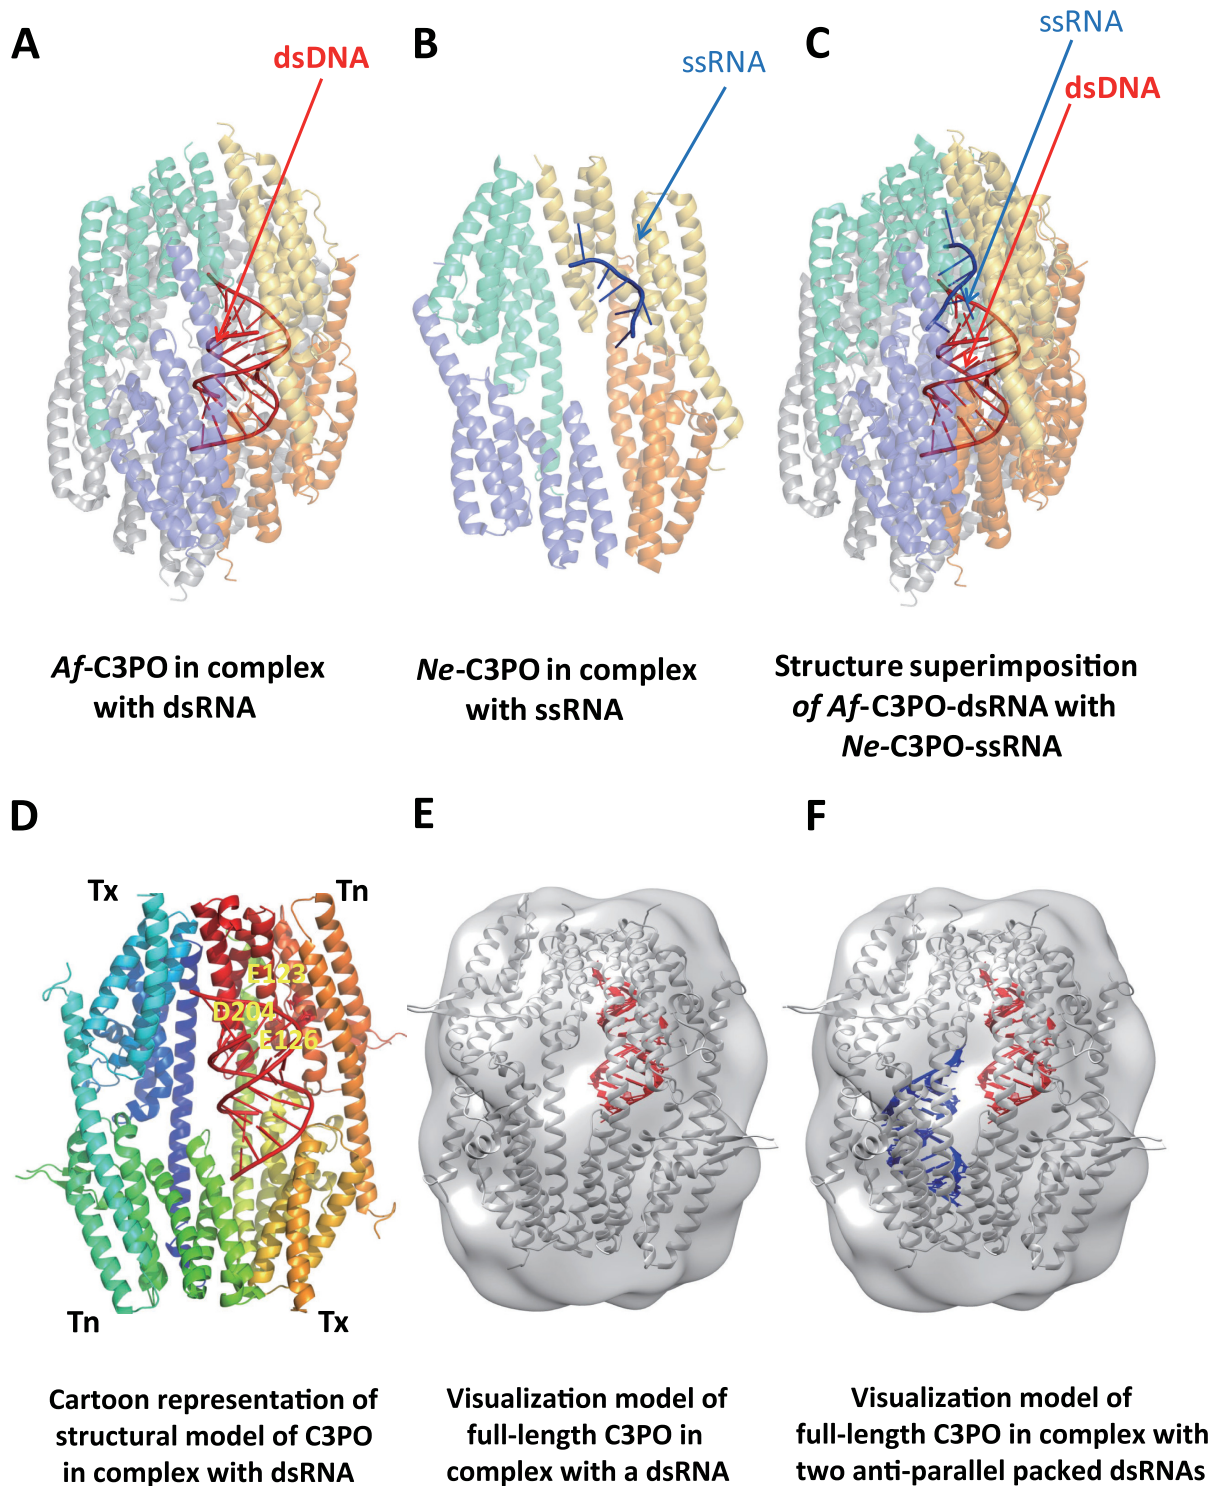 A
dsDNA
B
ssRNA
C
ssRNA
dsDNA
Af-C3PO in complex
with dsRNA
Ne-C3PO in complex
with ssRNA
Structure superimposition
of Af-C3PO-dsRNA with
Ne-C3PO-ssRNA
D
Tx
Tn
E123
D204
E126
Tn
Tx
E
F
Cartoon representation of
structural model of C3PO
in complex with dsRNA
Visualization model of
full-length C3PO in
complex with a dsRNA
Visualization model of
full-length C3PO in complex with
two anti-parallel packed dsRNAs